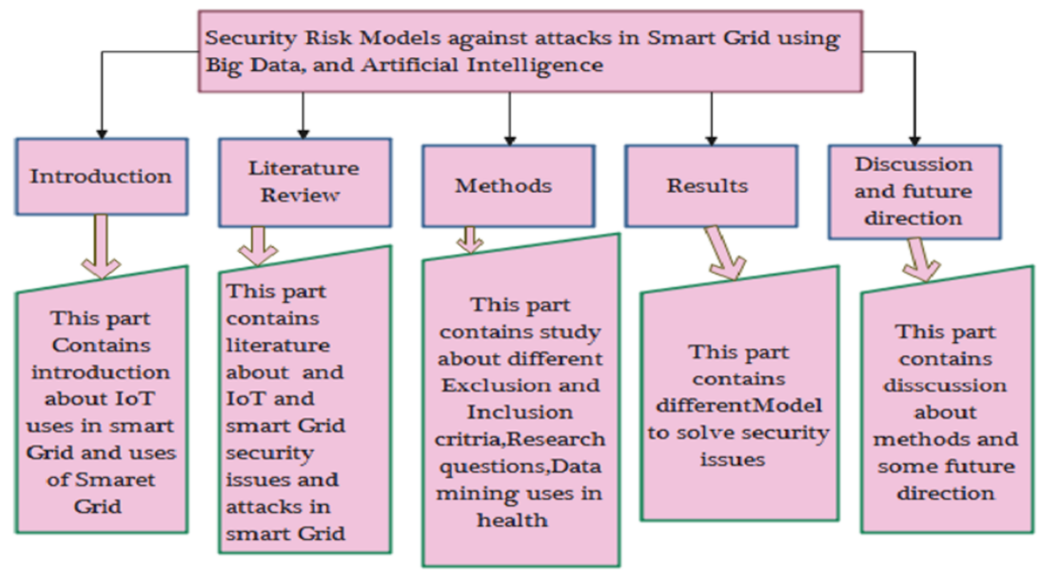 Security Risk Models against attacks in Smart Grid using
Big Data, and Artificial Intelligence
Introduction
Literature
Review
Methods
Results
Discussion
and future
direction
This part
Contains
introduction
about IoT
uses in smart
Grid and uses
of Smaret
Grid
This part
contains
literature
about and
IoT and
smart Grid
security
issues and
attacks in
smart Grid
This part
contains study
about different
Exclusion and
Inclusion
critria,Research
questions,Data
mining uses in
health
This part
contains
differentModel
to solve security
issues
This part
contains
disscussion
about
methods and
some future
direction